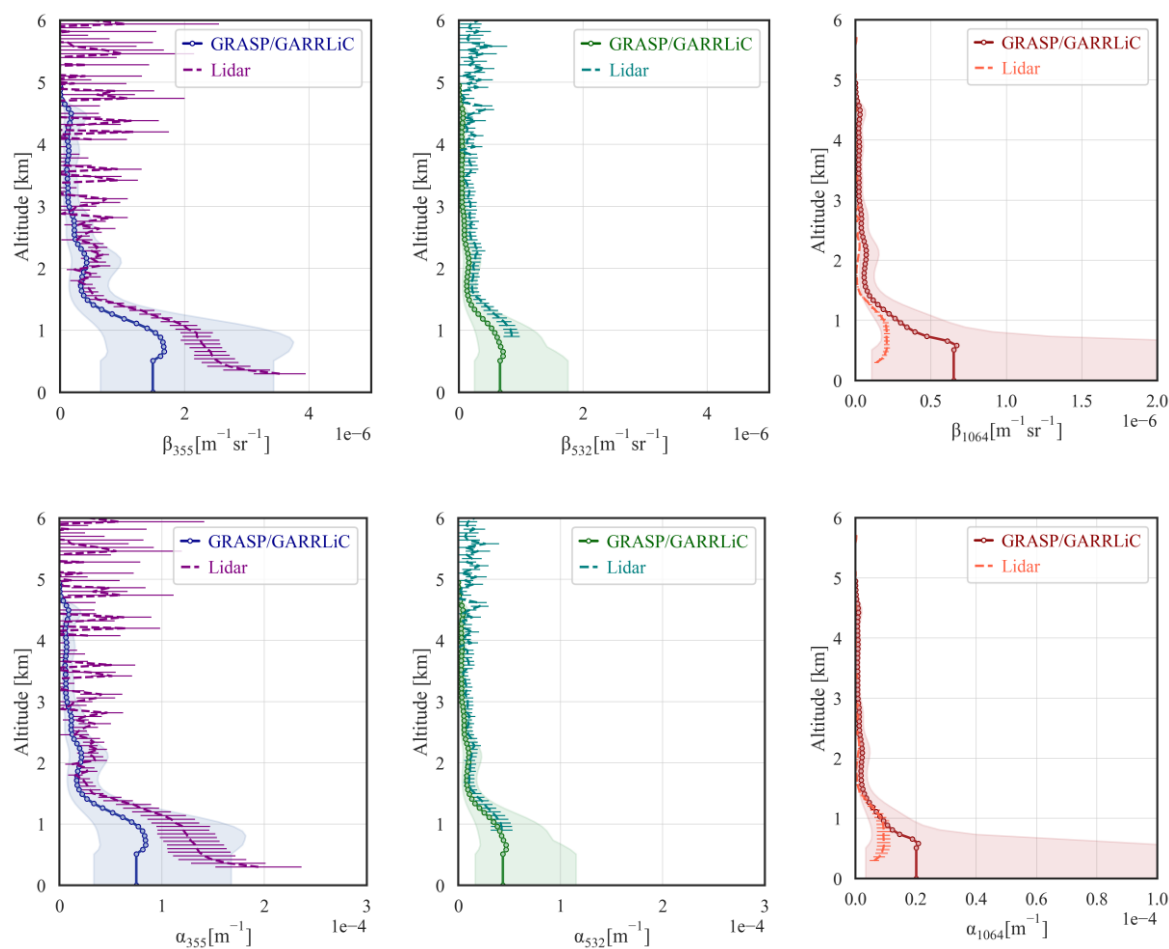 6
5
4
3
2
1
0
Altitude [km]
GRASP/GARRLiC
Lidar
0
2
4
1e−6
β355[m−1sr−1]
6
5
4
3
2
1
0
Altitude [km]
GRASP/GARRLiC
Lidar
0
2
4
1e−6
β532[m−1sr−1]
6
5
4
3
2
1
0
Altitude [km]
GRASP/GARRLiC
Lidar
0.0
0.5
1.0
1.5
2.0
1e−6
β1064[m−1sr−1]
6
5
4
3
2
1
0
Altitude [km]
GRASP/GARRLiC
Lidar
0
1
2
3
1e−4
α355[m−1]
6
5
4
3
2
1
0
Altitude [km]
GRASP/GARRLiC
Lidar
0
1
2
3
1e−4
α532[m−1]
6
5
4
3
2
1
0
Altitude [km]
GRASP/GARRLiC
Lidar
0.0
0.2
0.4
0.6
0.8
1.0
1e−4
α1064[m−1]